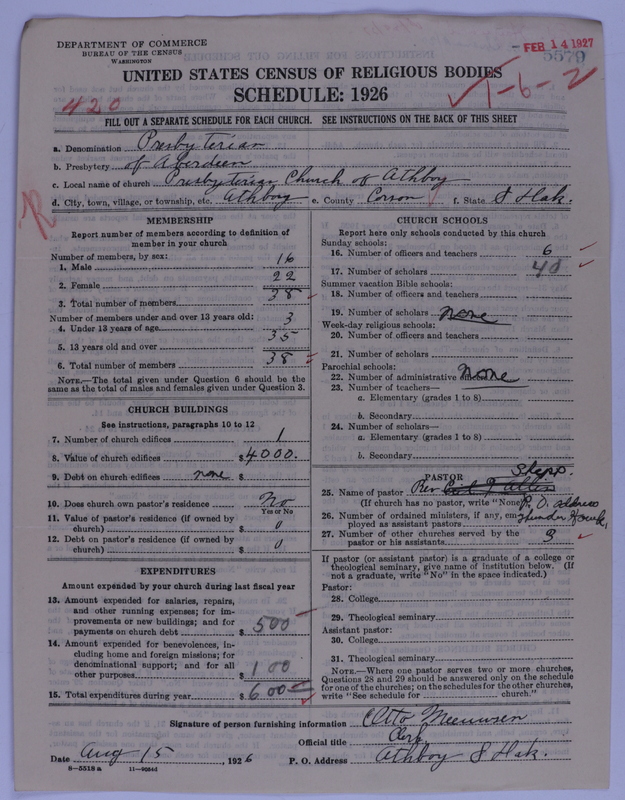 DEPARTMENT OF COMMERCE
BUREAU OF THE CENSUS
WASHINGTON
FEB 14 1927
5579
UNITED STATES CENSUS OF RELIGIOUS BODIES
SCHEDULE: 1926
420
1-6-2
FILL OUT A SEPARATE SCHEDULE FOR EACH CHURCH. SEE INSTRUCTIONS ON THE BACK OF THIS SHEET
a. Denomination Presbyterian
b. Presbytery of Aberdeen
c. Local name of church Presbyterian Church of Athboy
d. City, town, village, or township, etc. Athboy e. County Corson f. State S Dak.
R
MEMBERSHIP
Report number of members according to definition of member in your church
Number of members, by sex:
1. Male 16
2. Female 22
3. Total number of members 38
Number of members under and over 13 years old:
4. Under 13 years of age 3
5. 13 years old and over 35
6. Total number of members 38
NOTE.—The total given under Question 6 should be the
same as the total of males and females given under Question 3.
CHURCH BUILDINGS
See instructions, paragraphs 10 to 12
7. Number of church edifices 1
8. Value of church edifices $4000.
9. Debt on church edifices none $
10. Does church own pastor's residence? No
Yes or No
11. Value of pastor's residence (if owned by
church) $ 0
12. Debt on pastor's residence (if owned by
church) $ 0
EXPENDITURES
Amount expended by your church during last fiscal year
13. Amount expended for salaries, repairs,
and other running expenses; for im-
provements or new buildings; and for
payments on church debt $ 500
14. Amount expended for benevolences, in-
cluding home and foreign missions; for
denominational support; and for all
other purposes $ 100
15. Total expenditures during year $ 600
CHURCH SCHOOLS
Report here only schools conducted by this church
Sunday schools:
16. Number of officers and teachers 6
17. Number of scholars 40
Summer vacation Bible schools:
18. Number of officers and teachers
19. Number of scholars none
Week-day religious schools:
20. Number of officers and teachers
21. Number of scholars
Parochial schools:
22. Number of administrative none
23. Number of teachers—
a. Elementary (grades 1 to 8)
b. Secondary
24. Number of scholars—
a. Elementary (grades 1 to 8)
b. Secondary
PASTOR
25. Name of pastor Rev
(If church has no pastor, write "None") P. O. address
26. Number of ordained ministers, if any, em-
ployed as assistant pastors
27. Number of other churches served by the
pastor or his assistants 3
If pastor (or assistant pastor) is a graduate of a college or
theological seminary, give name of institution below. (If
not a graduate, write "No" in the space indicated.)
Pastor:
28. College
29. Theological seminary
Assistant pastor:
30. College
31. Theological seminary
NOTE.—Where one pastor serves two or more churches,
Questions 28 and 29 should be answered only on the schedule
for one of the churches; on the schedules for the other churches,
write "See schedule for church."
Signature of person furnishing information Otto Meeuwsen
Official title Clerk
Date Aug 15, 1926 P. O. Address Athboy S Dak.
8-5518a